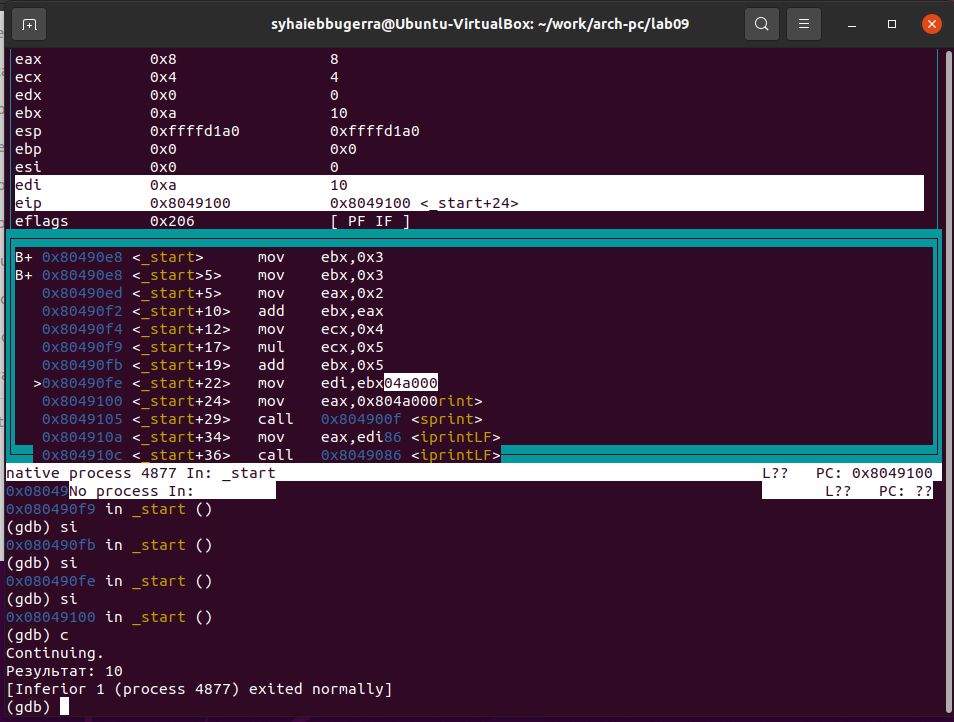 syhaiebbugerra@Ubuntu-VirtualBox: ~/work/arch-pc/lab09
eax 0x8 8
ecx 0x4 4
edx 0x0 0
ebx 0xa 10
esp 0xffffd1a0 0xffffd1a0
ebp 0x0 0x0
esi 0x0 0
edi 0xa 10
eip 0x8049100 0x8049100 <_start+24>
eflags 0x206 [ PF IF ]
B+ 0x80490e8 <_start> mov ebx,0x3
B+ 0x80490e8 <_start>5> mov ebx,0x3
0x80490ed <_start+5> mov eax,0x2
0x80490f2 <_start+10> add ebx,eax
0x80490f4 <_start+12> mov ecx,0x4
0x80490f9 <_start+17> mul ecx,0x5
0x80490fb <_start+19> add ebx,0x5
>0x80490fe <_start+22> mov edi,ebx04a000
0x8049100 <_start+24> mov eax,0x804a000rint>
0x8049105 <_start+29> call 0x804900f <sprint>
0x804910a <_start+34> mov eax,edi86 <iprintLF>
0x804910c <_start+36> call 0x8049086 <iprintLF>
native process 4877 In: _start L?? PC: 0x8049100
0x08049No process In: L?? PC: ??
0x080490f9 in _start ()
(gdb) si
0x080490fb in _start ()
(gdb) si
0x080490fe in _start ()
(gdb) si
0x08049100 in _start ()
(gdb) c
Continuing.
Результат: 10
[Inferior 1 (process 4877) exited normally]
(gdb)